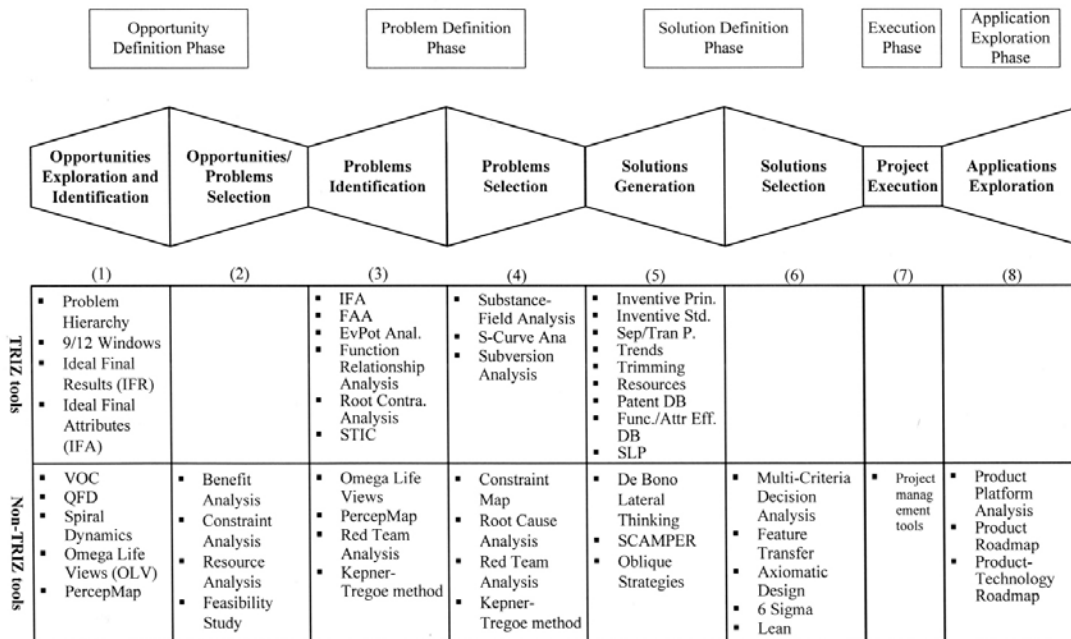 Opportunity
Definition Phase
Problem Definition
Phase
Solution Definition
Phase
Execution
Phase
Application
Exploration
Phase
Opportunities
Exploration and
Identification
Opportunities/
Problems
Selection
Problems
Identification
Problems
Selection
Solutions
Generation
Solutions
Selection
Project
Execution
Applications
Exploration
(1)
(2)
(3)
(4)
(5)
(6)
(7)
(8)
TRIZ tools
▪ Problem
Hierarchy
▪ 9/12 Windows
▪ Ideal Final
Results (IFR)
▪ Ideal Final
Attributes
(IFA)
▪ IFA
▪ FAA
▪ EvPot Anal.
▪ Function
Relationship
Analysis
▪ Root Contra.
Analysis
▪ STIC
▪ Substance-
Field Analysis
▪ S-Curve Ana
▪ Subversion
Analysis
▪ Inventive Prin.
▪ Inventive Std.
▪ Sep/Tran P.
▪ Trends
▪ Trimming
▪ Resources
▪ Patent DB
▪ Func./Attr Eff.
DB
▪ SLP
Non-TRIZ tools
▪ VOC
▪ QFD
▪ Spiral
Dynamics
▪ Omega Life
Views (OLV)
▪ PercepMap
▪ Benefit
Analysis
▪ Constraint
Analysis
▪ Resource
Analysis
▪ Feasibility
Study
▪ Omega Life
Views
▪ PercepMap
▪ Red Team
Analysis
▪ Kepner-
Tregoe method
▪ Constraint
Map
▪ Root Cause
Analysis
▪ Red Team
Analysis
▪ Kepner-
Tregoe method
▪ De Bono
Lateral
Thinking
▪ SCAMPER
▪ Oblique
Strategies
▪ Multi-Criteria
Decision
Analysis
▪ Feature
Transfer
▪ Axiomatic
Design
▪ 6 Sigma
▪ Lean
▪ Project
manag
ement
tools
▪ Product
Platform
Analysis
▪ Product
Roadmap
▪ Product-
Technology
Roadmap